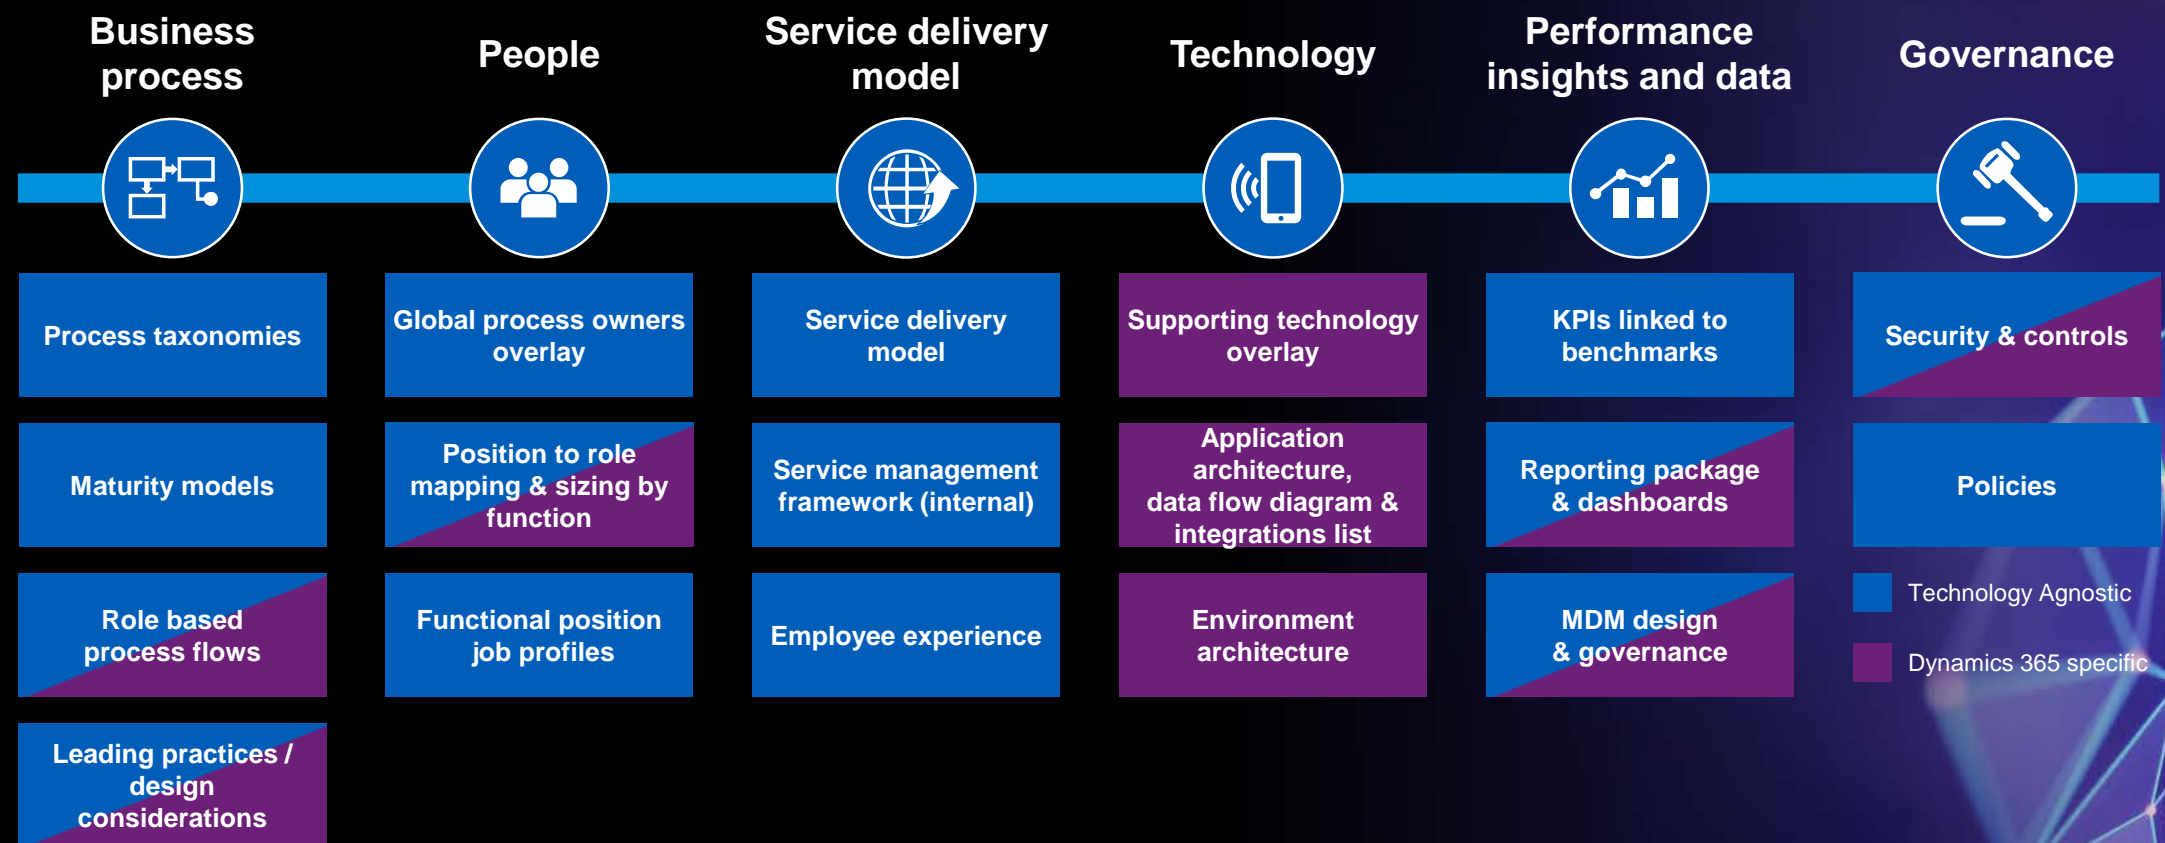 Business
process
People
Service delivery
model
Technology
Performance
insights and data
Governance
Process taxonomies
Maturity models
Role based
process flows
Leading practices /
design
considerations
Global process owners
overlay
Position to role
mapping & sizing by
function
Functional position
job profiles
Service delivery
model
Service management
framework (internal)
Employee experience
Supporting technology
overlay
Application
architecture,
data flow diagram &
integrations list
Environment
architecture
KPIs linked to
benchmarks
Reporting package
& dashboards
MDM design
& governance
Security & controls
Policies
Technology Agnostic
Dynamics 365 specific